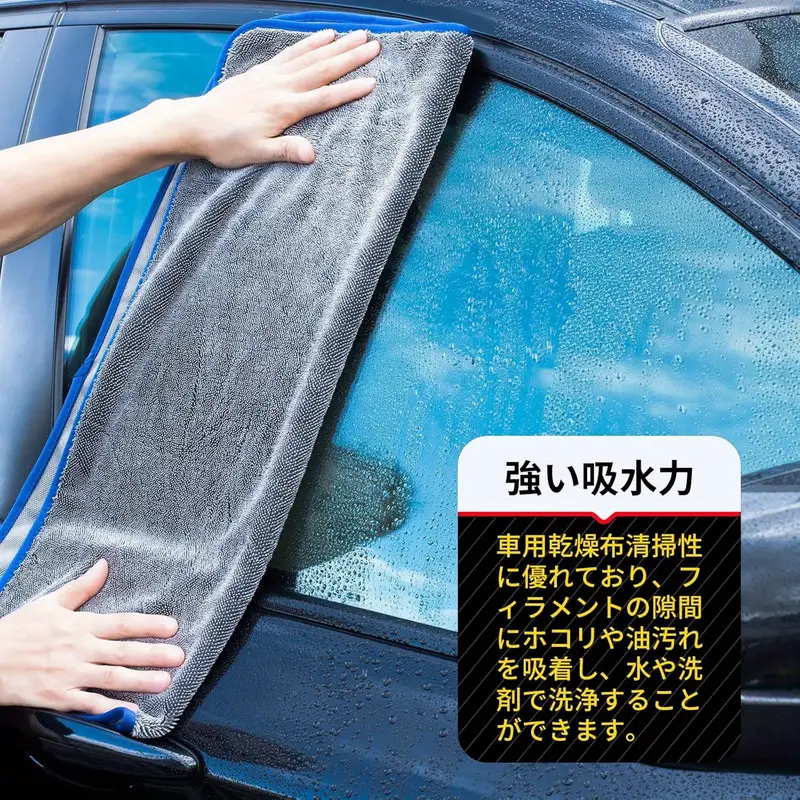 強い吸水力
車用乾燥布清掃性
に優れており、フ
ィラメントの隙間
にホコリや油汚れ
を吸着し、水や洗
剤で洗浄すること
ができます。